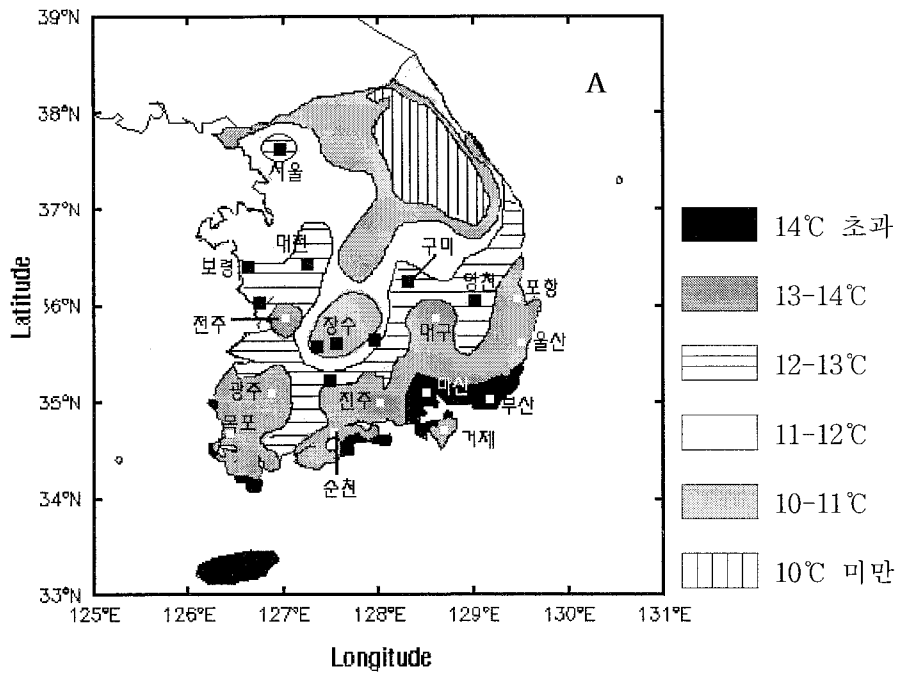 39°N
38°N
37°N
36°N
35°N
34°N
33°N
Latitude
A
서울
대전
보령
구미
영천
포항
전주
장수
대구
울산
광주
진주
마산
부산
목포
거제
순천
125°E
126°E
127°E
128°E
129°E
130°E
131°E
Longitude
14℃ 초과
13-14℃
12-13℃
11-12℃
10-11℃
10℃ 미만